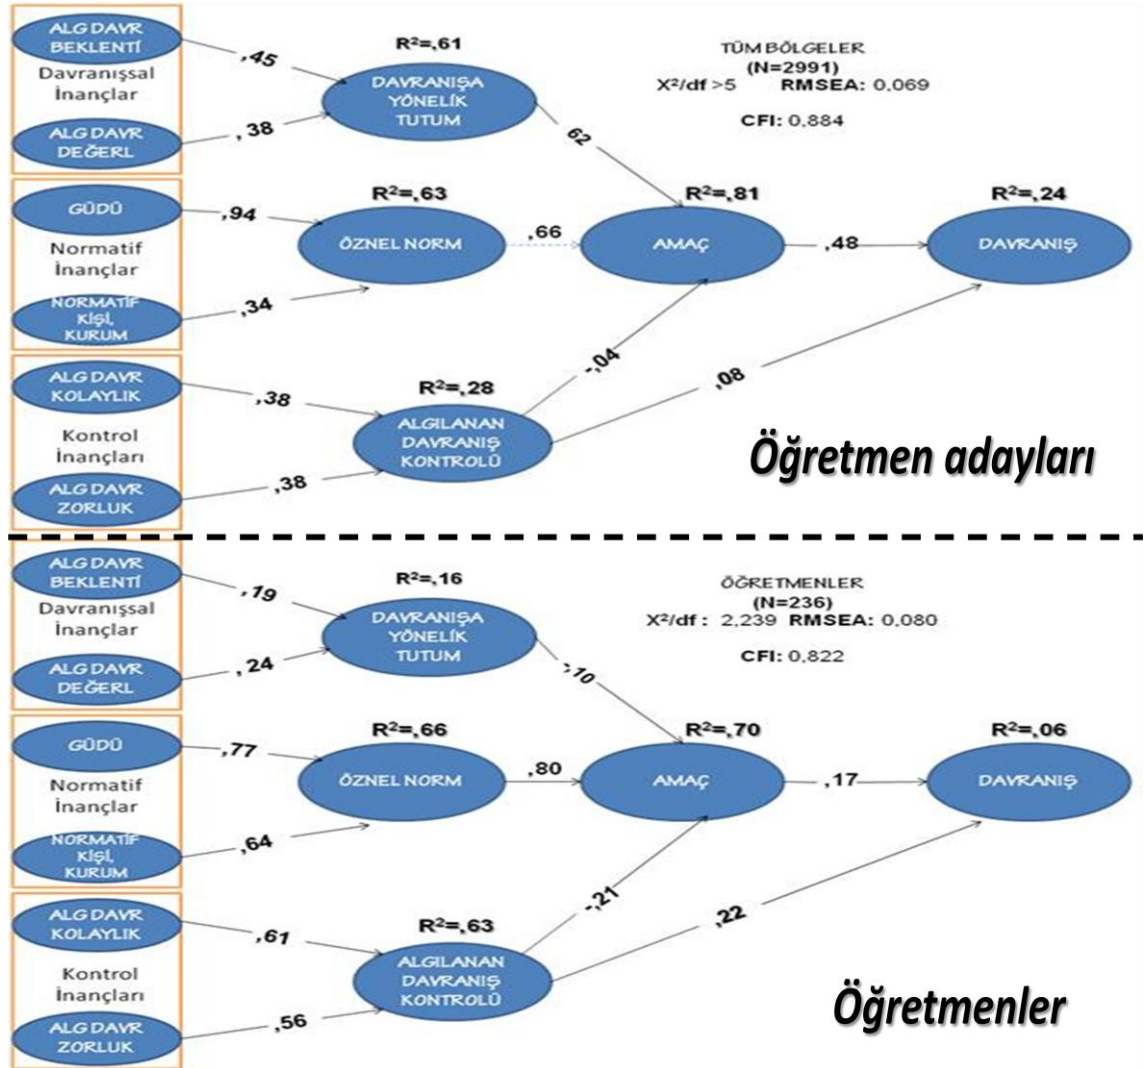 ALG DAVR
BEKLENTİ
Davranışsal
İnançlar
ALG DAVR
DEĞERL
,45
,38
R²=,61
DAVRANIŞA
YÖNELİK
TUTUM
62
TÜM BÖLGELER
(N=2991)
X²/df >5 RMSEA: 0,069
CFI: 0,884
GÜDÜ
Normatif
İnançlar
NORMATİF
KİŞİ,
KURUM
,94
,34
R²=,63
ÖZNEL NORM
,66
R²=,81
AMAÇ
,48
R²=,24
DAVRANIŞ
ALG DAVR
KOLAYLIK
Kontrol
İnançları
ALG DAVR
ZORLUK
,38
,38
R²=,28
ALGILANAN
DAVRANIŞ
KONTROLÜ
-,04
,08
Öğretmen adayları
ALG DAVR
BEKLENTİ
Davranışsal
İnançlar
ALG DAVR
DEĞERL
,19
,24
R²=,16
DAVRANIŞA
YÖNELİK
TUTUM
-,10
ÖĞRETMENLER
(N=236)
X²/df : 2,239 RMSEA: 0,080
CFI: 0,822
GÜDÜ
Normatif
İnançlar
NORMATİF
KİŞİ,
KURUM
,77
,64
R²=,66
ÖZNEL NORM
,80
R²=,70
AMAÇ
,17
R²=,06
DAVRANIŞ
ALG DAVR
KOLAYLIK
Kontrol
İnançları
ALG DAVR
ZORLUK
,61
,56
R²=,63
ALGILANAN
DAVRANIŞ
KONTROLÜ
-,21
,22
Öğretmenler